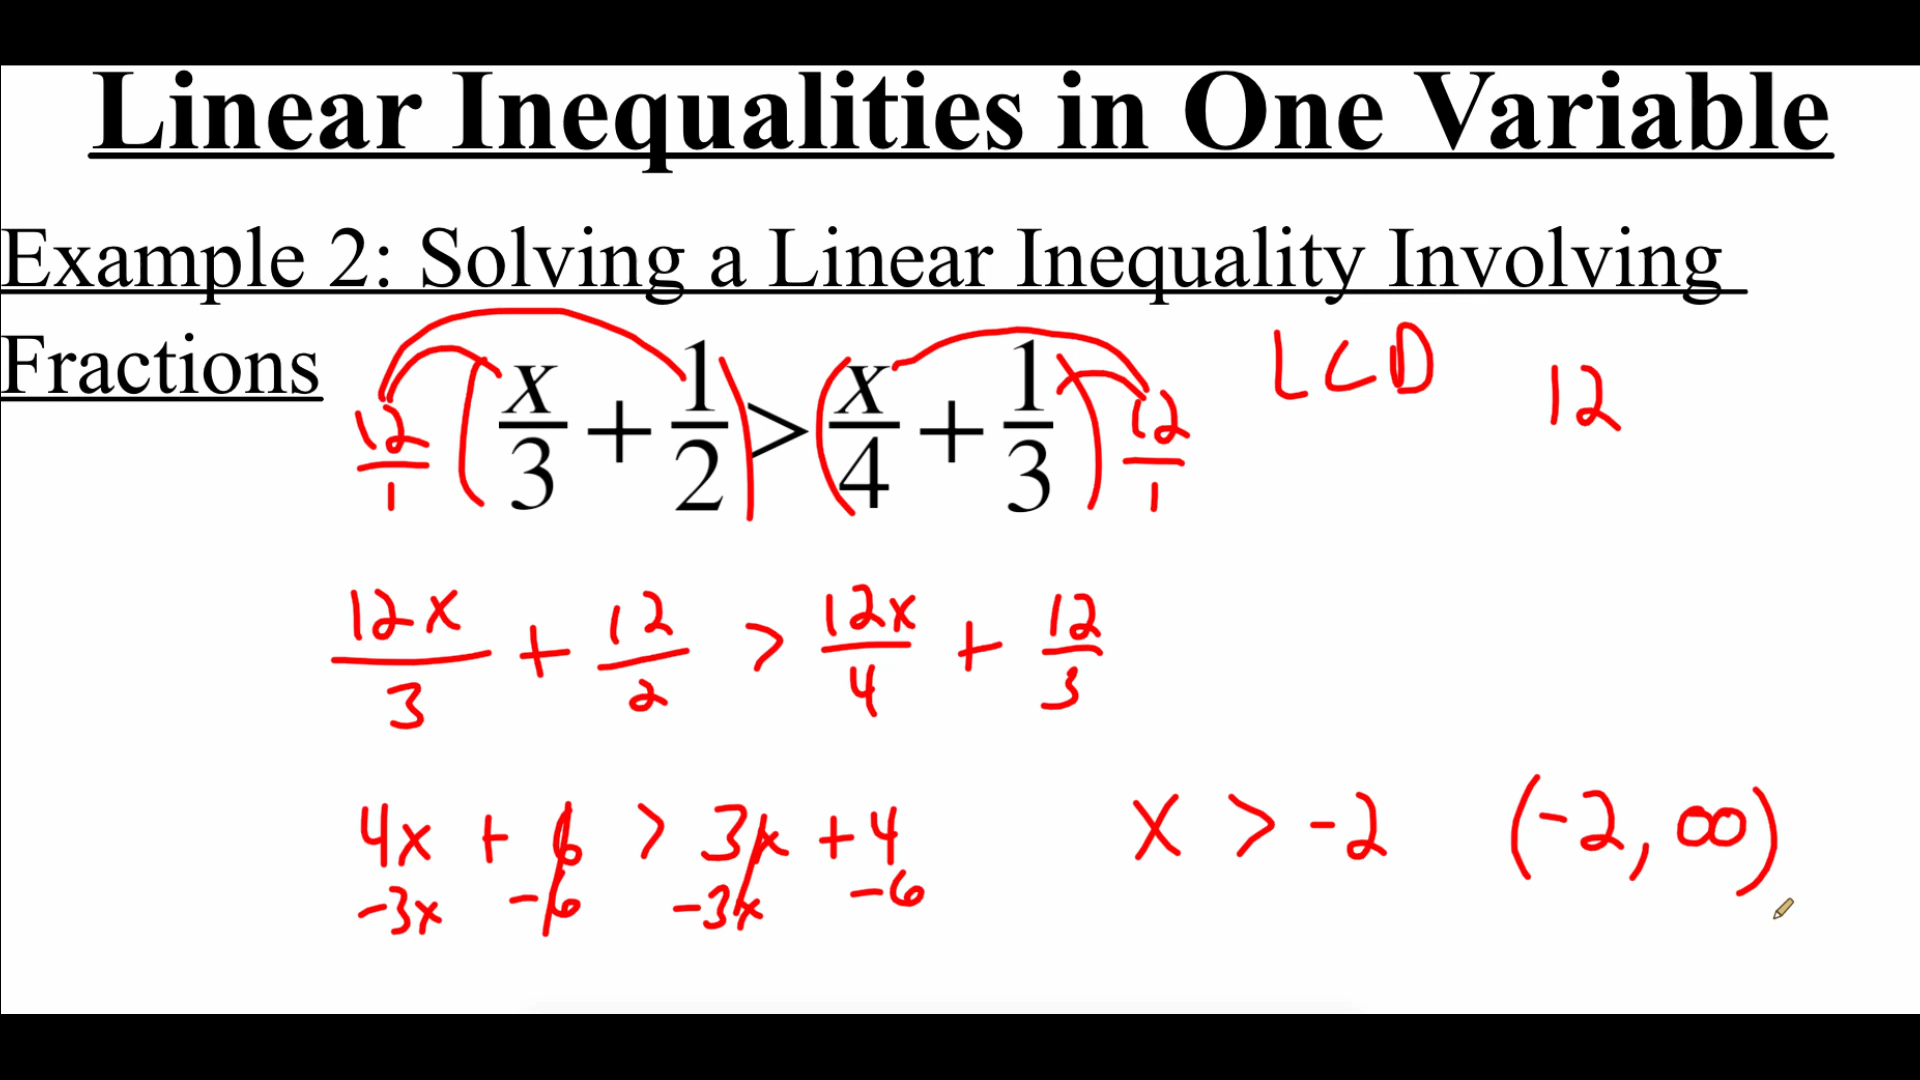 Linear Inequalities in One Variable
Example 2: Solving a Linear Inequality Involving
Fractions
12/1 (x/3 + 1/2) > (x/4 + 1/3) 12/1 LCD 12
12x/3 + 12/2 > 12x/4 + 12/3
4x + 6 > 3x + 4 x > -2 (-2, ∞)
-3x -6 -3x -6